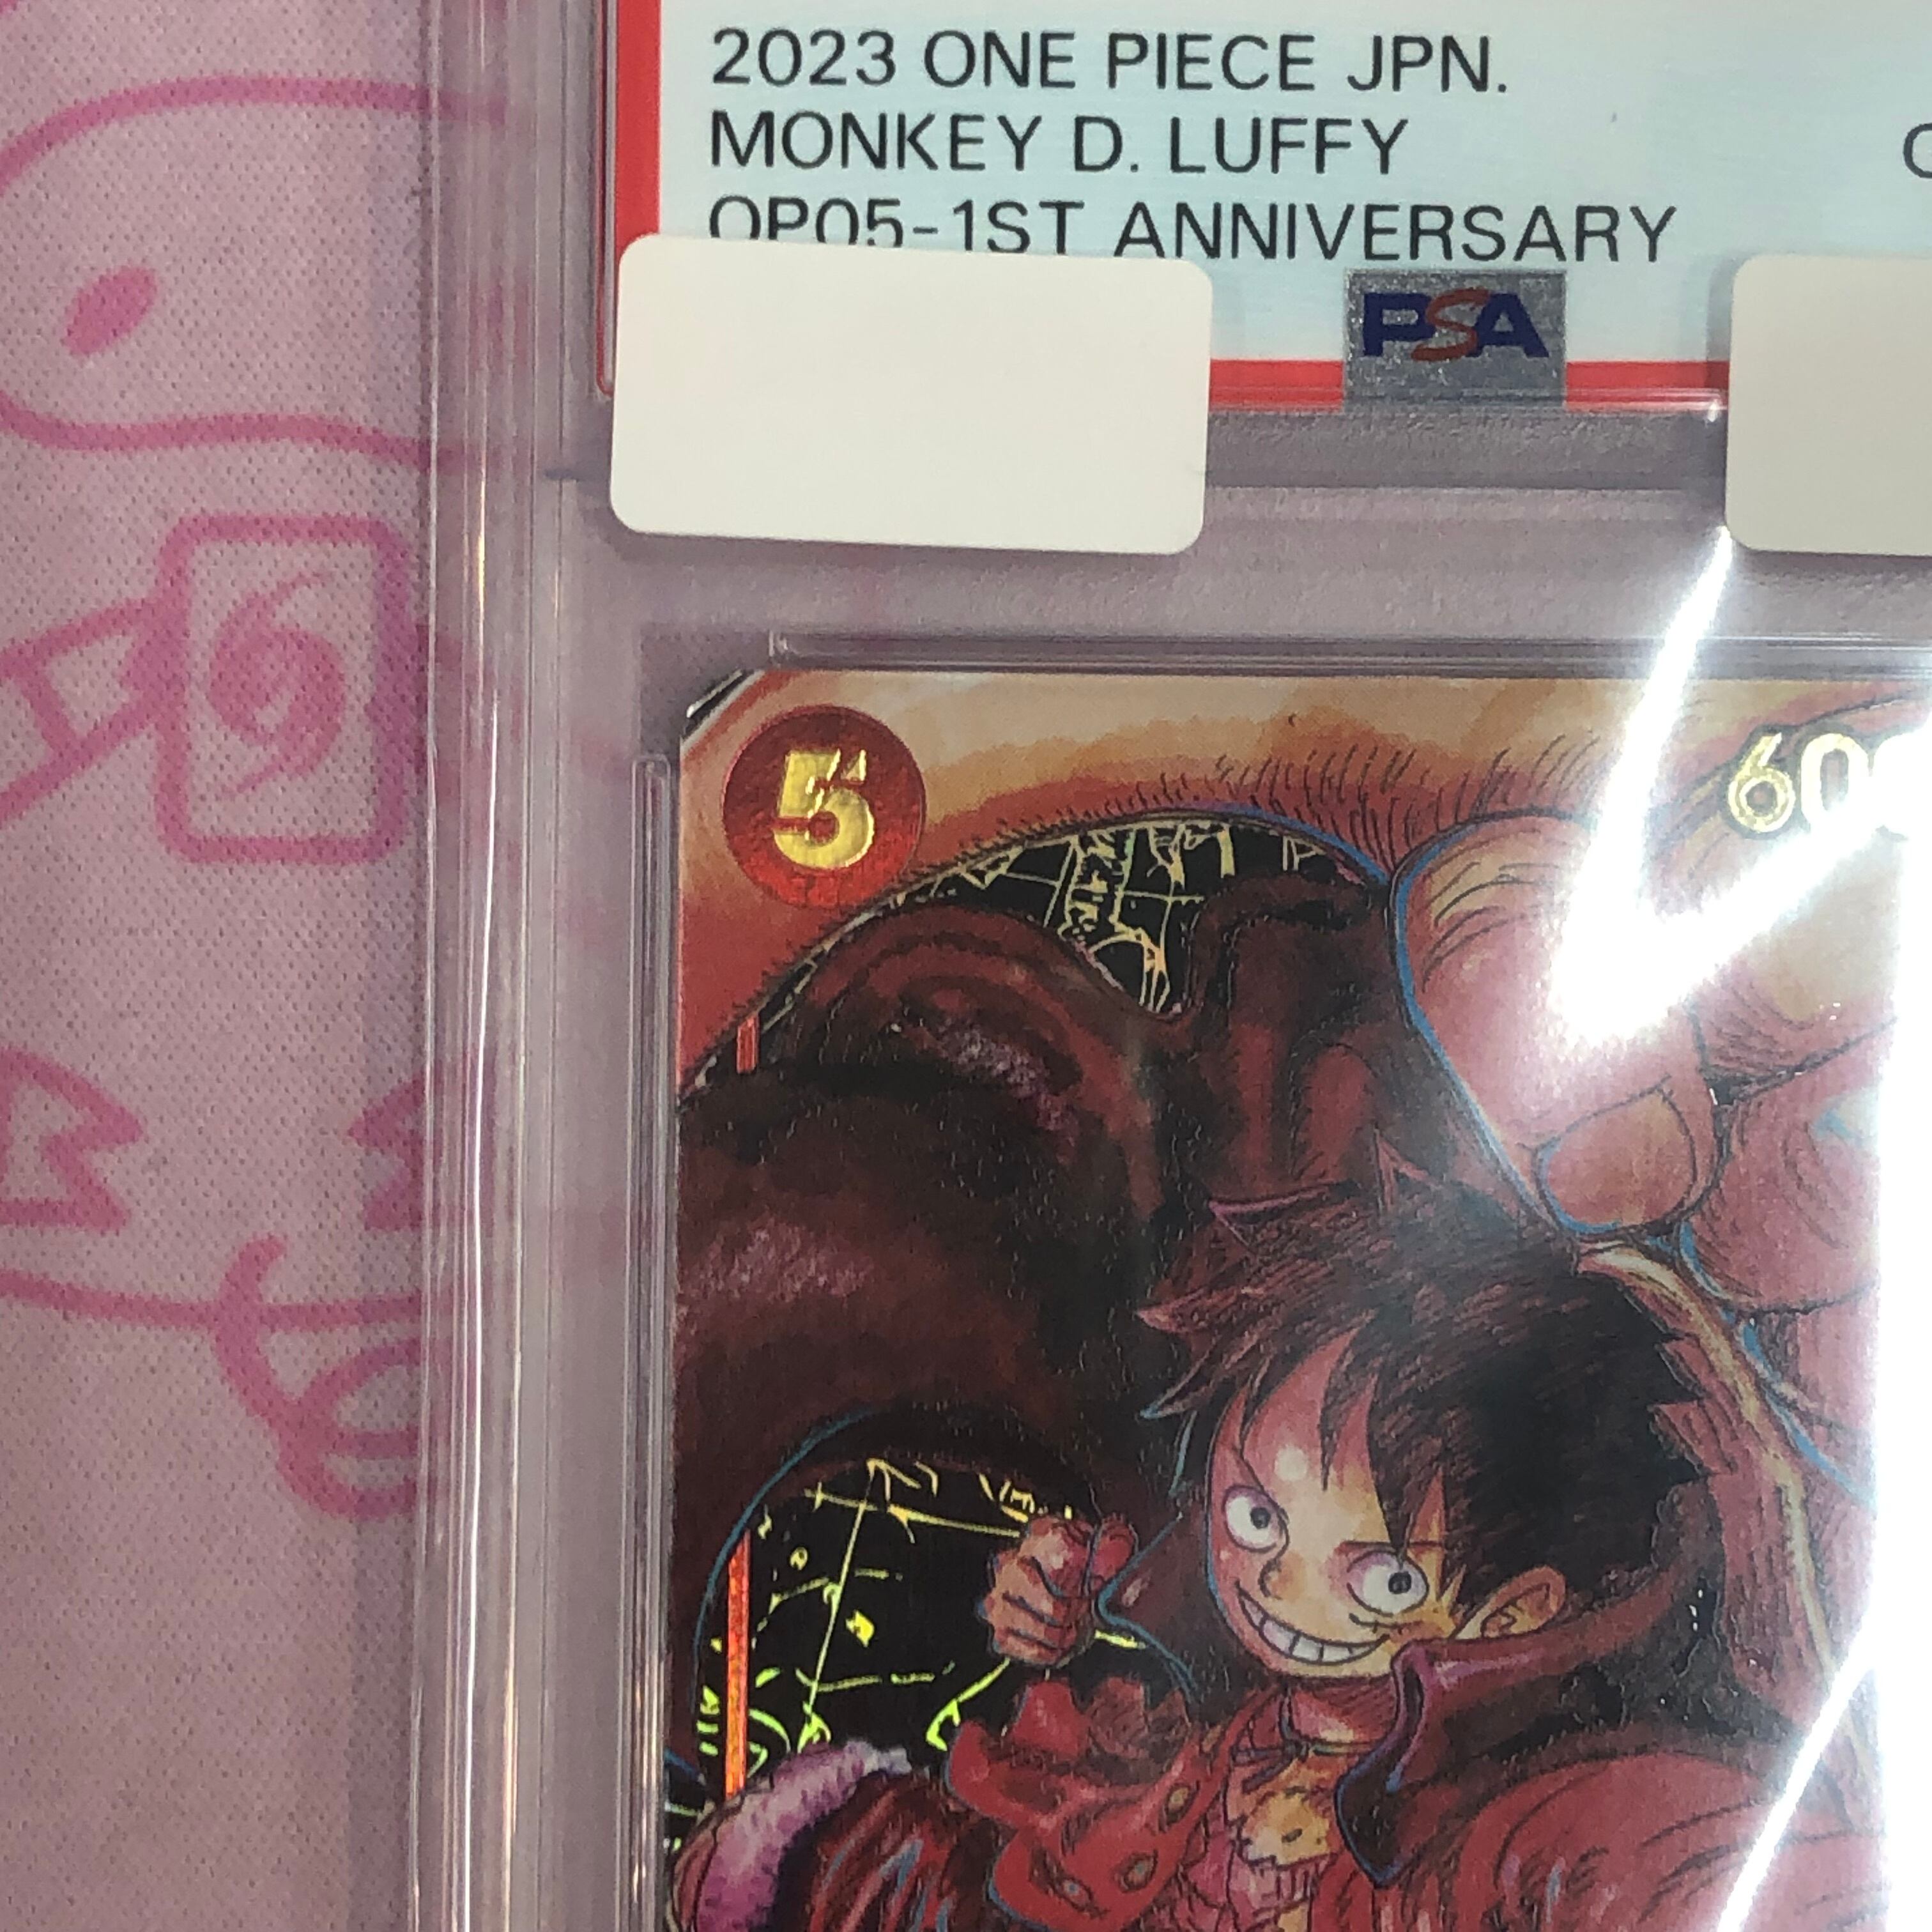 2023 ONE PIECE JPN.
MONKEY D. LUFFY
OP05-1ST ANNIVERSARY
PSA
5